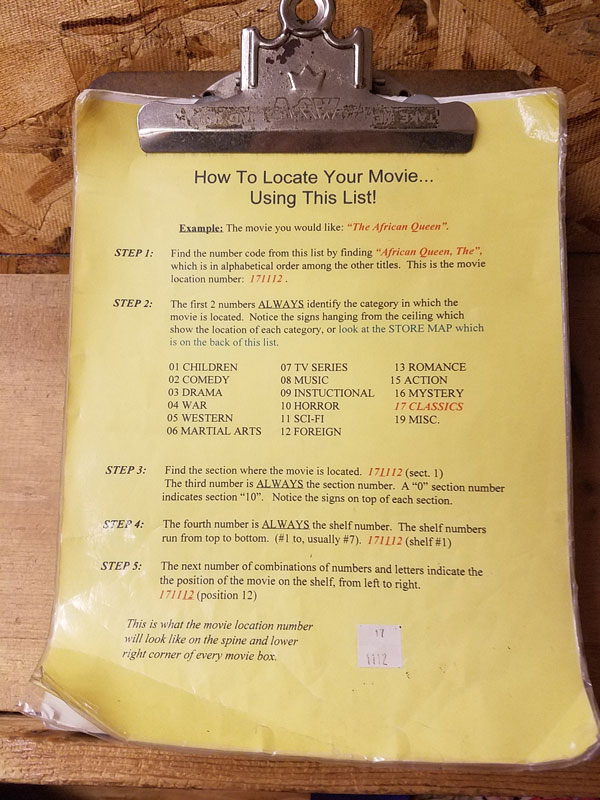 How To Locate Your Movie...
Using This List!
Example: The movie you would like: “The African Queen”.
STEP 1: Find the number code from this list by finding “African Queen, The”,
which is in alphabetical order among the other titles. This is the movie
location number: 171112 .
STEP 2: The first 2 numbers ALWAYS identify the category in which the
movie is located. Notice the signs hanging from the ceiling which
show the location of each category, or look at the STORE MAP which
is on the back of this list.
01 CHILDREN 07 TV SERIES 13 ROMANCE
02 COMEDY 08 MUSIC 15 ACTION
03 DRAMA 09 INSTUCTIONAL 16 MYSTERY
04 WAR 10 HORROR 17 CLASSICS
05 WESTERN 11 SCI-FI 19 MISC.
06 MARTIAL ARTS 12 FOREIGN
STEP 3: Find the section where the movie is located. 171112 (sect. 1)
The third number is ALWAYS the section number. A “0” section number
indicates section “10”. Notice the signs on top of each section.
STEP 4: The fourth number is ALWAYS the shelf number. The shelf numbers
run from top to bottom. (#1 to, usually #7). 171112 (shelf #1)
STEP 5: The next number of combinations of numbers and letters indicate the
the position of the movie on the shelf, from left to right.
171112 (position 12)
This is what the movie location number
will look like on the spine and lower
right corner of every movie box.
17
1112